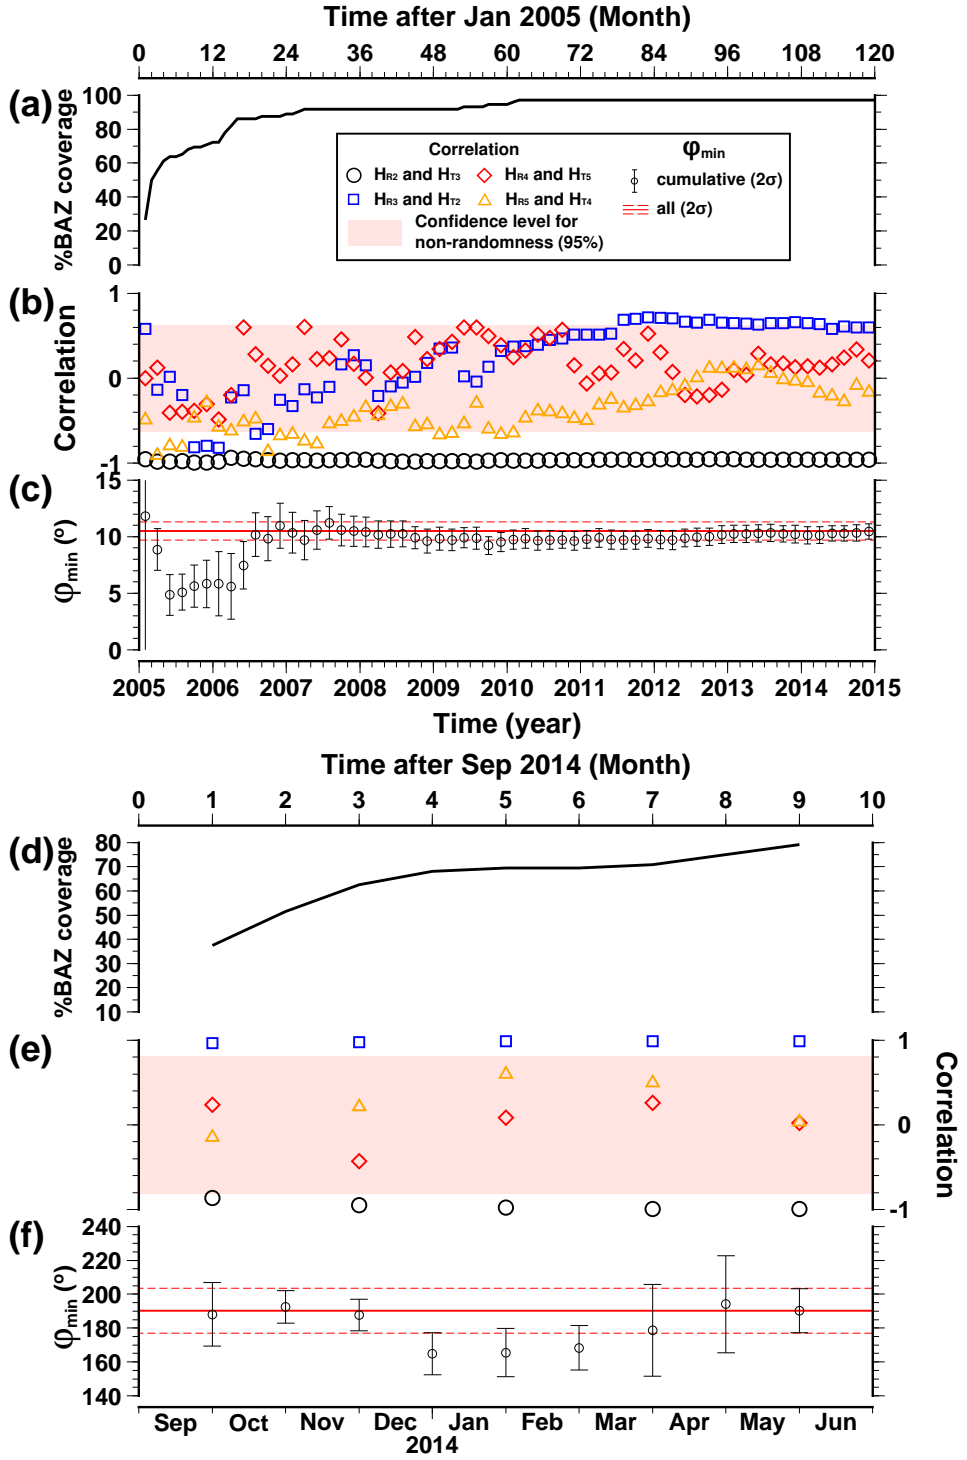 Time after Jan 2005 (Month)
0 12 24 36 48 60 72 84 96 108 120
(a)
%BAZ coverage
100
80
60
40
20
0
Correlation
HR2 and HT3
HR4 and HT5
HR3 and HT2
HR5 and HT4
Confidence level for
non-randomness (95%)
φmin
cumulative (2σ)
all (2σ)
(b)
Correlation
1
0
-1
(c)
φmin (º)
15
10
5
0
2005 2006 2007 2008 2009 2010 2011 2012 2013 2014 2015
Time (year)
Time after Sep 2014 (Month)
0 1 2 3 4 5 6 7 8 9 10
(d)
%BAZ coverage
80
70
60
50
40
30
20
10
(e)
1
0
-1
Correlation
(f)
φmin (º)
240
220
200
180
160
140
Sep Oct Nov Dec Jan Feb Mar Apr May Jun
2014